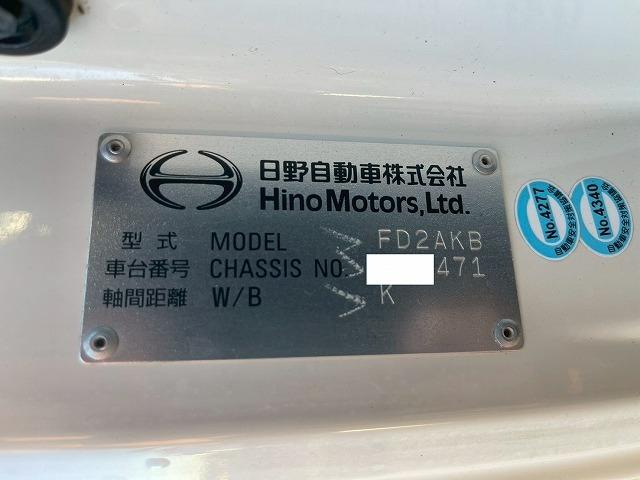 日野自動車株式会社
Hino Motors, Ltd.
型式 MODEL FD2AKB
車台番号 CHASSIS NO. 471
軸間距離 W/B K
No.4277
No.4340